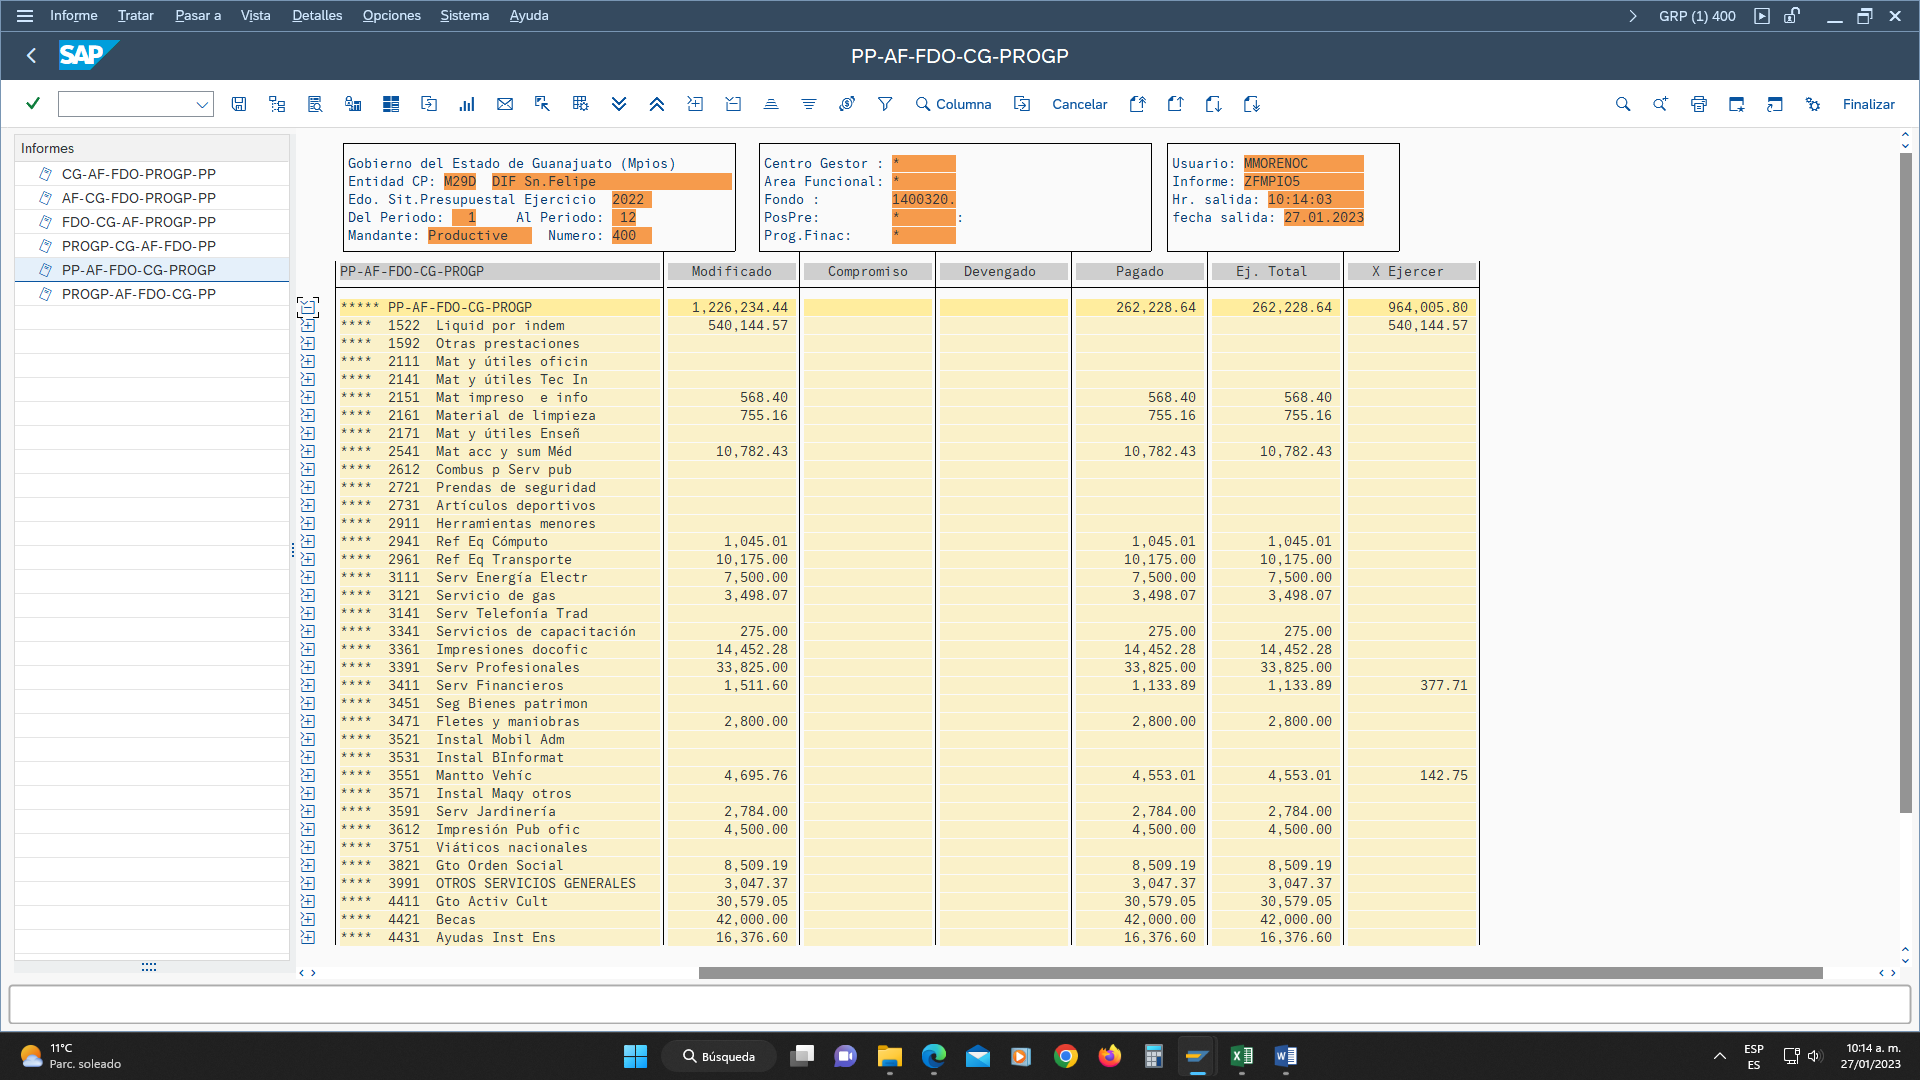 Informe Tratar Pasar a Vista Detalles Opciones Sistema Ayuda GRP (1) 400
SAP PP-AF-FDO-CG-PROGP
Columna Cancelar Finalizar
Informes
CG-AF-FDO-PROGP-PP
AF-CG-FDO-PROGP-PP
FDO-CG-AF-PROGP-PP
PROGP-CG-AF-FDO-PP
PP-AF-FDO-CG-PROGP
PROGP-AF-FDO-CG-PP
Gobierno del Estado de Guanajuato (Mpios)
Entidad CP: M29D DIF Sn.Felipe
Edo. Sit.Presupuestal Ejercicio 2022
Del Periodo: 1 Al Periodo: 12
Mandante: Productive Numero: 400
Centro Gestor : *
Area Funcional: *
Fondo : 1400320.
PosPre: * :
Prog.Finac: *
Usuario: MMORENOC
Informe: ZFMPIO5
Hr. salida: 10:14:03
fecha salida: 27.01.2023
PP-AF-FDO-CG-PROGP Modificado Compromiso Devengado Pagado Ej. Total X Ejercer
***** PP-AF-FDO-CG-PROGP 1,226,234.44 262,228.64 262,228.64 964,005.80
**** 1522 Liquid por indem 540,144.57 540,144.57
**** 1592 Otras prestaciones
**** 2111 Mat y útiles oficin
**** 2141 Mat y útiles Tec In
**** 2151 Mat impreso e info 568.40 568.40 568.40
**** 2161 Material de limpieza 755.16 755.16 755.16
**** 2171 Mat y útiles Enseñ
**** 2541 Mat acc y sum Méd 10,782.43 10,782.43 10,782.43
**** 2612 Combus p Serv pub
**** 2721 Prendas de seguridad
**** 2731 Artículos deportivos
**** 2911 Herramientas menores
**** 2941 Ref Eq Cómputo 1,045.01 1,045.01 1,045.01
**** 2961 Ref Eq Transporte 10,175.00 10,175.00 10,175.00
**** 3111 Serv Energía Electr 7,500.00 7,500.00 7,500.00
**** 3121 Servicio de gas 3,498.07 3,498.07 3,498.07
**** 3141 Serv Telefonía Trad
**** 3341 Servicios de capacitación 275.00 275.00 275.00
**** 3361 Impresiones docofic 14,452.28 14,452.28 14,452.28
**** 3391 Serv Profesionales 33,825.00 33,825.00 33,825.00
**** 3411 Serv Financieros 1,511.60 1,133.89 1,133.89 377.71
**** 3451 Seg Bienes patrimon
**** 3471 Fletes y maniobras 2,800.00 2,800.00 2,800.00
**** 3521 Instal Mobil Adm
**** 3531 Instal BInformat
**** 3551 Mantto Vehíc 4,695.76 4,553.01 4,553.01 142.75
**** 3571 Instal Maqy otros
**** 3591 Serv Jardinería 2,784.00 2,784.00 2,784.00
**** 3612 Impresión Pub ofic 4,500.00 4,500.00 4,500.00
**** 3751 Viáticos nacionales
**** 3821 Gto Orden Social 8,509.19 8,509.19 8,509.19
**** 3991 OTROS SERVICIOS GENERALES 3,047.37 3,047.37 3,047.37
**** 4411 Gto Activ Cult 30,579.05 30,579.05 30,579.05
**** 4421 Becas 42,000.00 42,000.00 42,000.00
**** 4431 Ayudas Inst Ens 16,376.60 16,376.60 16,376.60
11°C
Parc. soleado
Búsqueda
ESP
ES
10:14 a. m.
27/01/2023